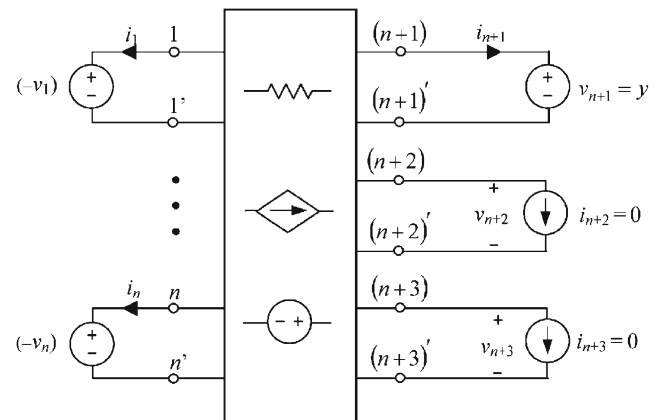 i₁ 1 (n+1) iₙ₊₁
(−v₁) + − + − vₙ₊₁ = y
1’ (n+1)′
(n+2)
+ vₙ₊₂ − iₙ₊₂ = 0
(n+2)′
iₙ n (n+3)
(−vₙ) + − − + + vₙ₊₃ − iₙ₊₃ = 0
n’ (n+3)′